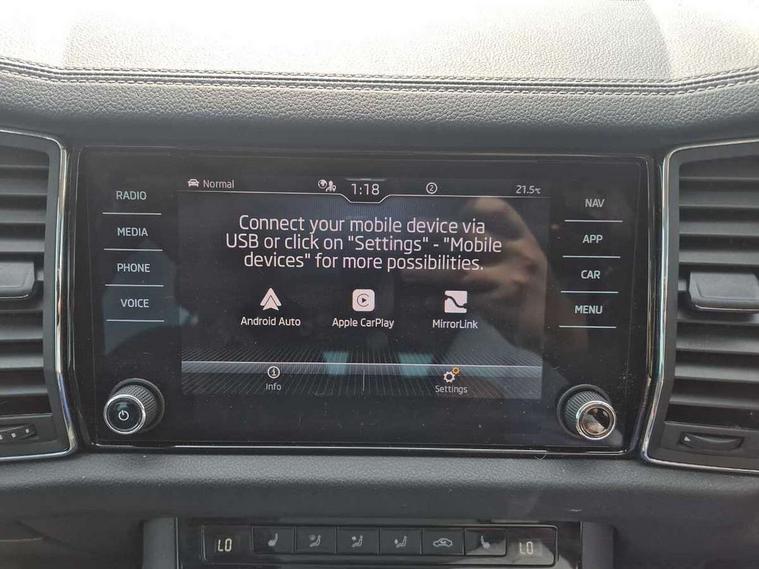 Normal
1:18
2
21.5°C
RADIO
MEDIA
PHONE
VOICE
Connect your mobile device via
USB or click on "Settings" - "Mobile
devices" for more possibilities.
Android Auto
Apple CarPlay
MirrorLink
Info
Settings
NAV
APP
CAR
MENU
LO
LO